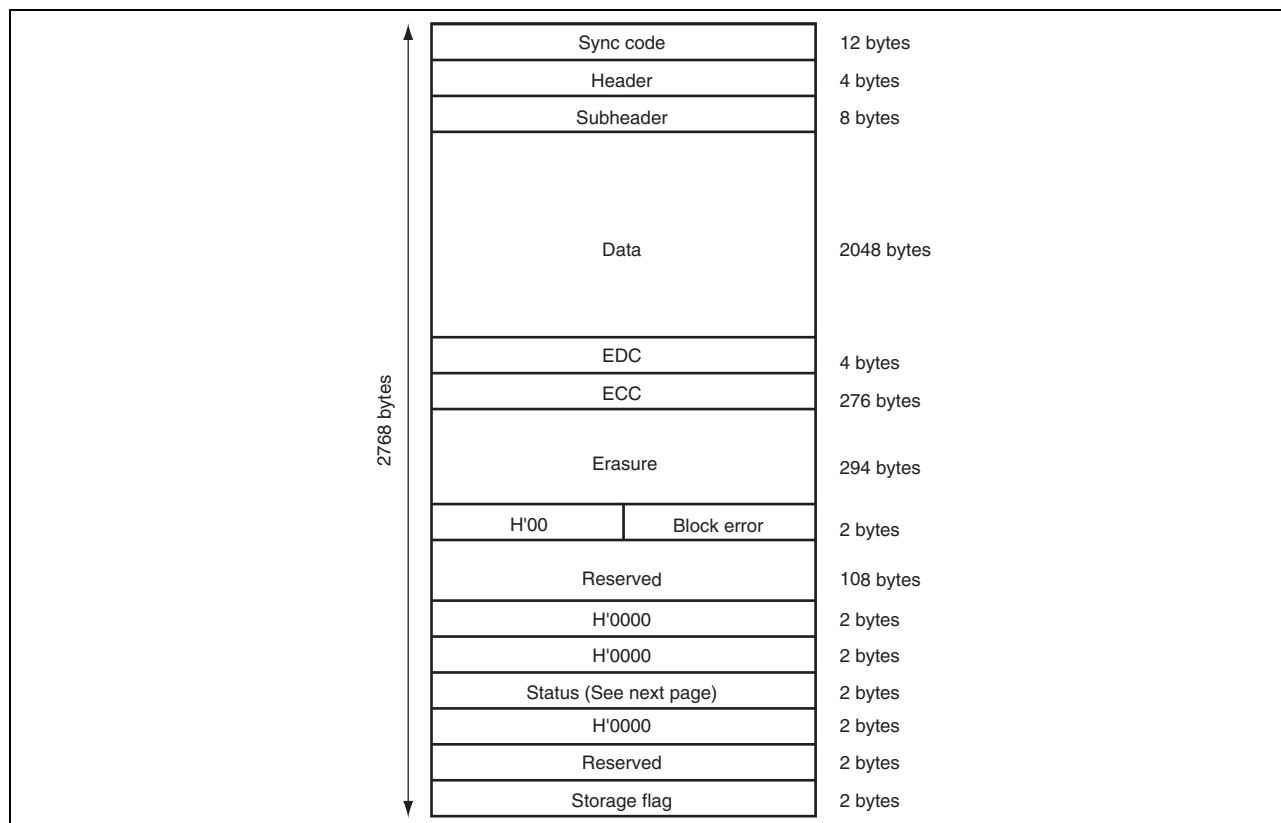 Sync code 12 bytes
Header 4 bytes
Subheader 8 bytes
Data 2048 bytes
2768 bytes
EDC 4 bytes
ECC 276 bytes
Erasure 294 bytes
H'00 Block error 2 bytes
Reserved 108 bytes
H'0000 2 bytes
H'0000 2 bytes
Status (See next page) 2 bytes
H'0000 2 bytes
Reserved 2 bytes
Storage flag 2 bytes